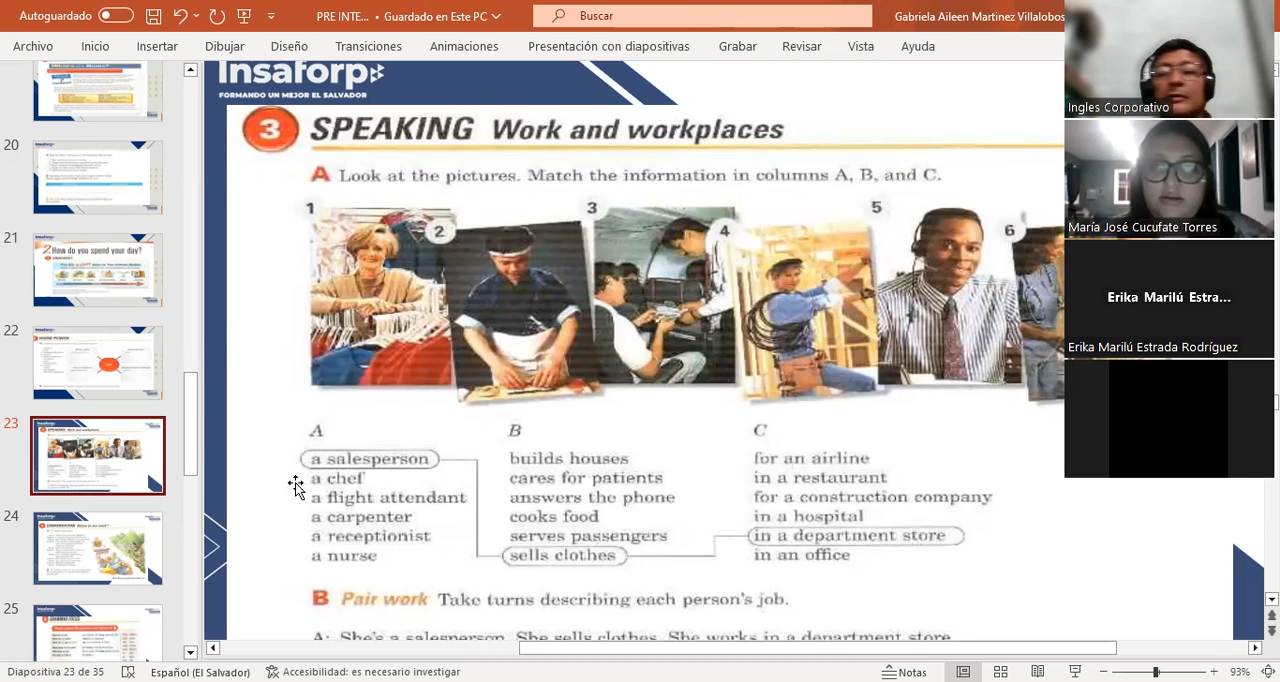 Autoguardado
PRE INTE... • Guardado en Este PC
Buscar
Gabriela Aileen Martinez Villalobos
Archivo Inicio Insertar Dibujar Diseño Transiciones Animaciones Presentación con diapositivas Grabar Revisar Vista Ayuda
Insaforp
FORMANDO UN MEJOR EL SALVADOR
3 SPEAKING Work and workplaces
A Look at the pictures. Match the information in columns A, B, and C.
1 2 3 4 5 6
A B C
a salesperson builds houses for an airline
a chef cares for patients in a restaurant
a flight attendant answers the phone for a construction company
a carpenter cooks food in a hospital
a receptionist serves passengers in a department store
a nurse sells clothes in an office
B Pair work Take turns describing each person's job.
A: She's a salesperson. She sells clothes. She works in a department store
20
21
2 How do you spend your day?
22
23
24
25
Ingles Corporativo
María José Cucufate Torres
Erika Marilú Estra...
Erika Marilú Estrada Rodríguez
Diapositiva 23 de 35
Español (El Salvador)
Accesibilidad: es necesario investigar
Notas
93%